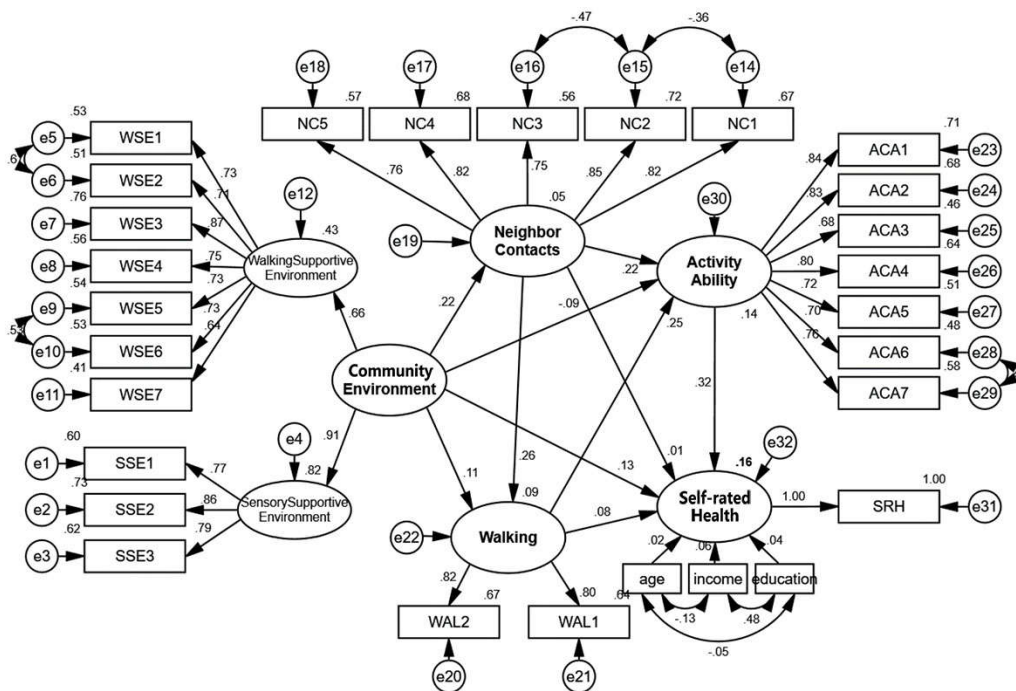 -.47
-.36
e18
e17
e16
e15
e14
.57
.68
.56
.72
.67
NC5
NC4
NC3
NC2
NC1
.53
e5
WSE1
.51
e6
WSE2
.76
e7
WSE3
.56
e8
WSE4
.54
e9
WSE5
.53
e10
WSE6
.41
e11
WSE7
.73
.71
.87
.75
.73
.73
.64
e12
.43
WalkingSupportive
Environment
.76
.82
.75
.85
.82
.05
e19
Neighbor
Contacts
e30
Activity
Ability
.14
.71
ACA1
e23
.68
ACA2
e24
.46
ACA3
e25
.64
ACA4
e26
.51
ACA5
e27
.48
ACA6
e28
.58
ACA7
e29
.84
.83
.68
.80
.72
.70
.76
.22
-.09
.25
.66
.22
Community
Environment
.32
.91
.11
.26
.13
.01
.60
e1
SSE1
.73
e2
SSE2
.62
e3
SSE3
.77
.86
.79
e4
.82
SensorySupportive
Environment
.09
e22
Walking
.08
e32
.16
Self-rated
Health
1.00
1.00
SRH
e31
.02
.06
.04
age
income
education
-.13
.48
-.05
.82
.67
WAL2
.80
.64
WAL1
e20
e21